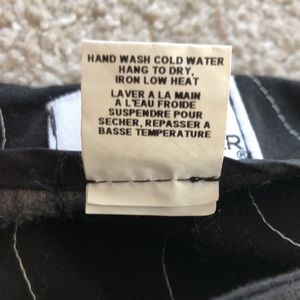 HAND WASH COLD WATER
HANG TO DRY,
IRON LOW HEAT
LAVER A LA MAIN
A L'EAU FROIDE
SUSPENDRE POUR
SECHER, REPASSER A
BASSE TEMPERATURE